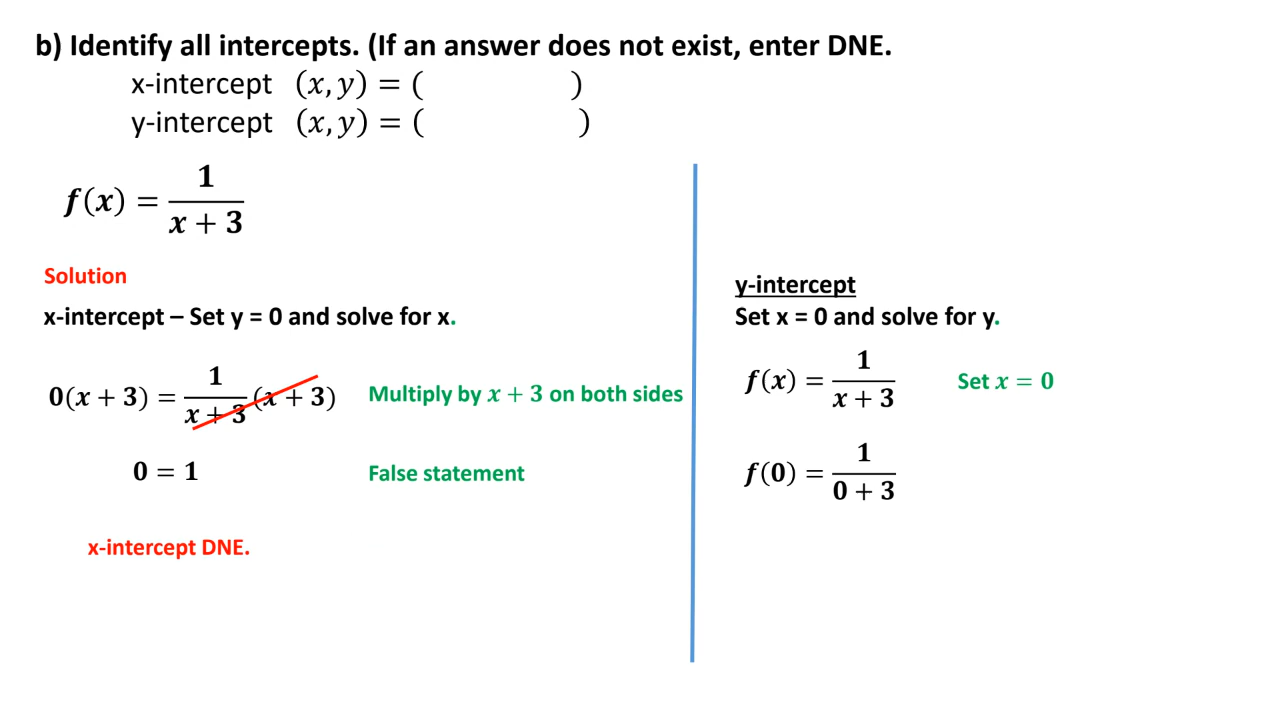 b) Identify all intercepts. (If an answer does not exist, enter DNE.
x-intercept (x, y) = ( )
y-intercept (x, y) = ( )
f(x) = 1/(x + 3)
Solution
x-intercept – Set y = 0 and solve for x.
0(x + 3) = 1/(x + 3) (x + 3) Multiply by x + 3 on both sides
0 = 1 False statement
x-intercept DNE.
y-intercept
Set x = 0 and solve for y.
f(x) = 1/(x + 3) Set x = 0
f(0) = 1/(0 + 3)